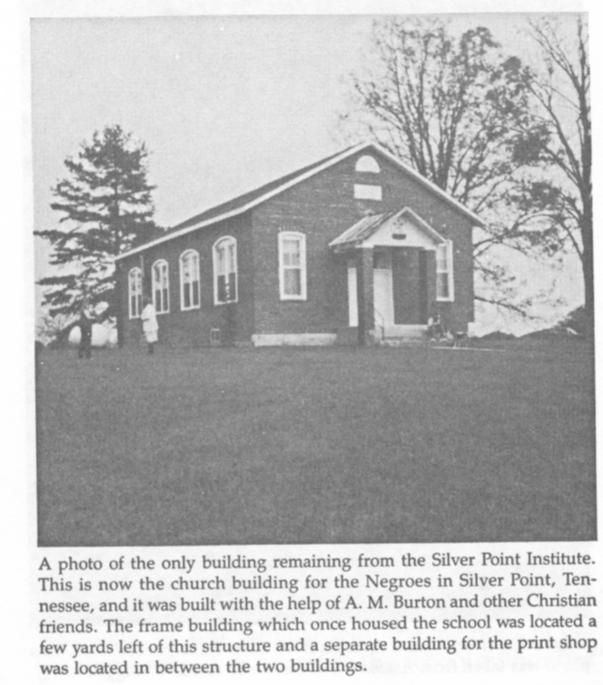 A photo of the only building remaining from the Silver Point Institute.
This is now the church building for the Negroes in Silver Point, Ten-
nessee, and it was built with the help of A. M. Burton and other Christian
friends. The frame building which once housed the school was located a
few yards left of this structure and a separate building for the print shop
was located in between the two buildings.